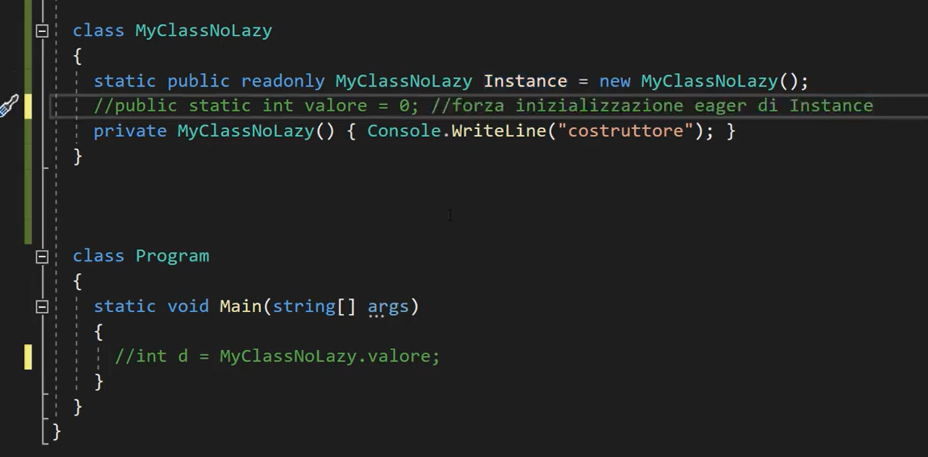 class MyClassNoLazy
{
static public readonly MyClassNoLazy Instance = new MyClassNoLazy();
//public static int valore = 0; //forza inizializzazione eager di Instance
private MyClassNoLazy() { Console.WriteLine("costruttore"); }
}
class Program
{
static void Main(string[] args)
{
//int d = MyClassNoLazy.valore;
}
}
}